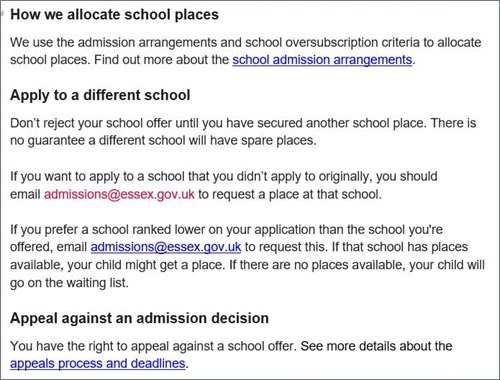 How we allocate school places
We use the admission arrangements and school oversubscription criteria to allocate
school places. Find out more about the school admission arrangements.
Apply to a different school
Don’t reject your school offer until you have secured another school place. There is
no guarantee a different school will have spare places.
If you want to apply to a school that you didn’t apply to originally, you should
email admissions@essex.gov.uk to request a place at that school.
If you prefer a school ranked lower on your application than the school you're
offered, email admissions@essex.gov.uk to request this. If that school has places
available, your child might get a place. If there are no places available, your child will
go on the waiting list.
Appeal against an admission decision
You have the right to appeal against a school offer. See more details about the
appeals process and deadlines.